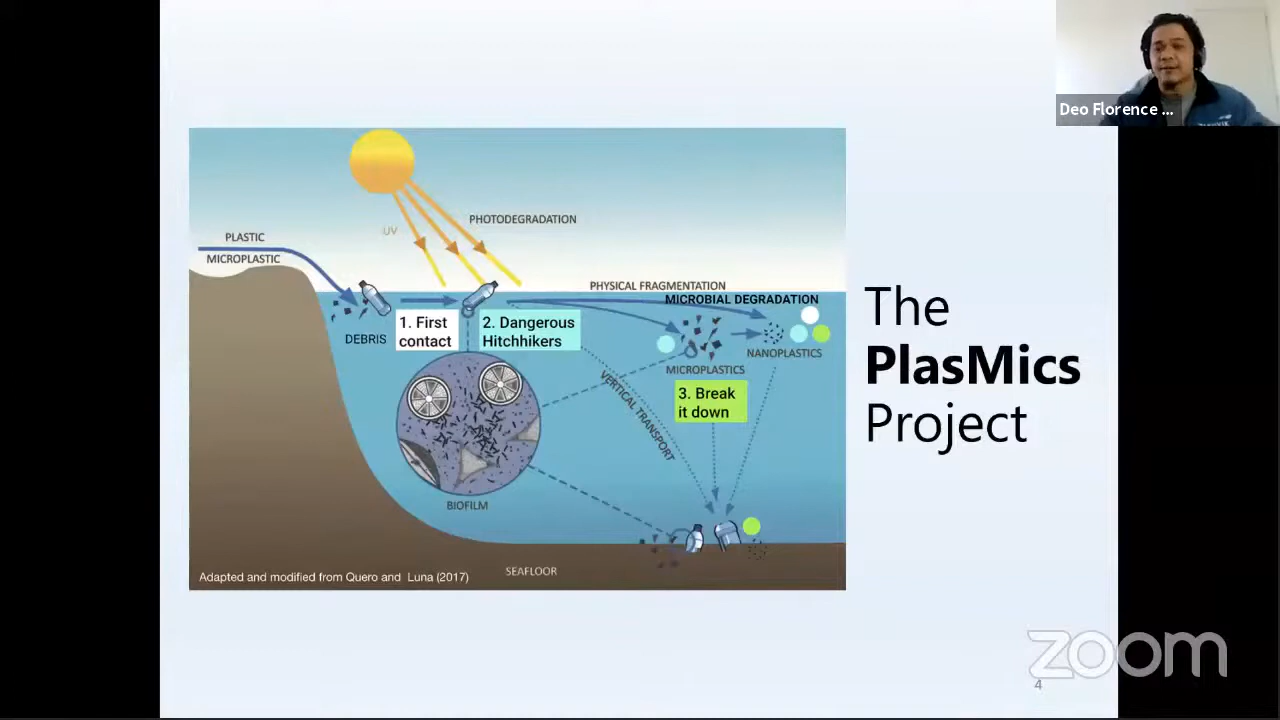 Deo Florence ...
UV
PHOTODEGRADATION
PLASTIC
MICROPLASTIC
PHYSICAL FRAGMENTATION
MICROBIAL DEGRADATION
DEBRIS
1. First
contact
2. Dangerous
Hitchhikers
NANOPLASTICS
MICROPLASTICS
3. Break
it down
VERTICAL TRANSPORT
BIOFILM
SEAFLOOR
Adapted and modified from Quero and Luna (2017)
The
PlasMics
Project
zoom
4